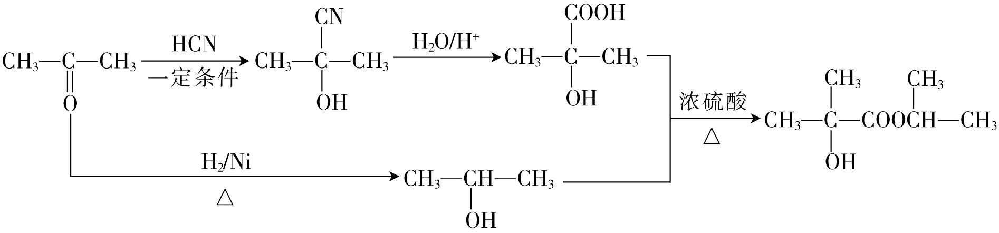 CN
COOH
HCN
H₂O/H⁺
CH₃—C—CH₃
一定条件
CH₃—C—CH₃
CH₃—C—CH₃
O
OH
OH
浓硫酸
△
CH₃
CH₃
CH₃—C—COOCH—CH₃
OH
H₂/Ni
△
CH₃—CH—CH₃
OH